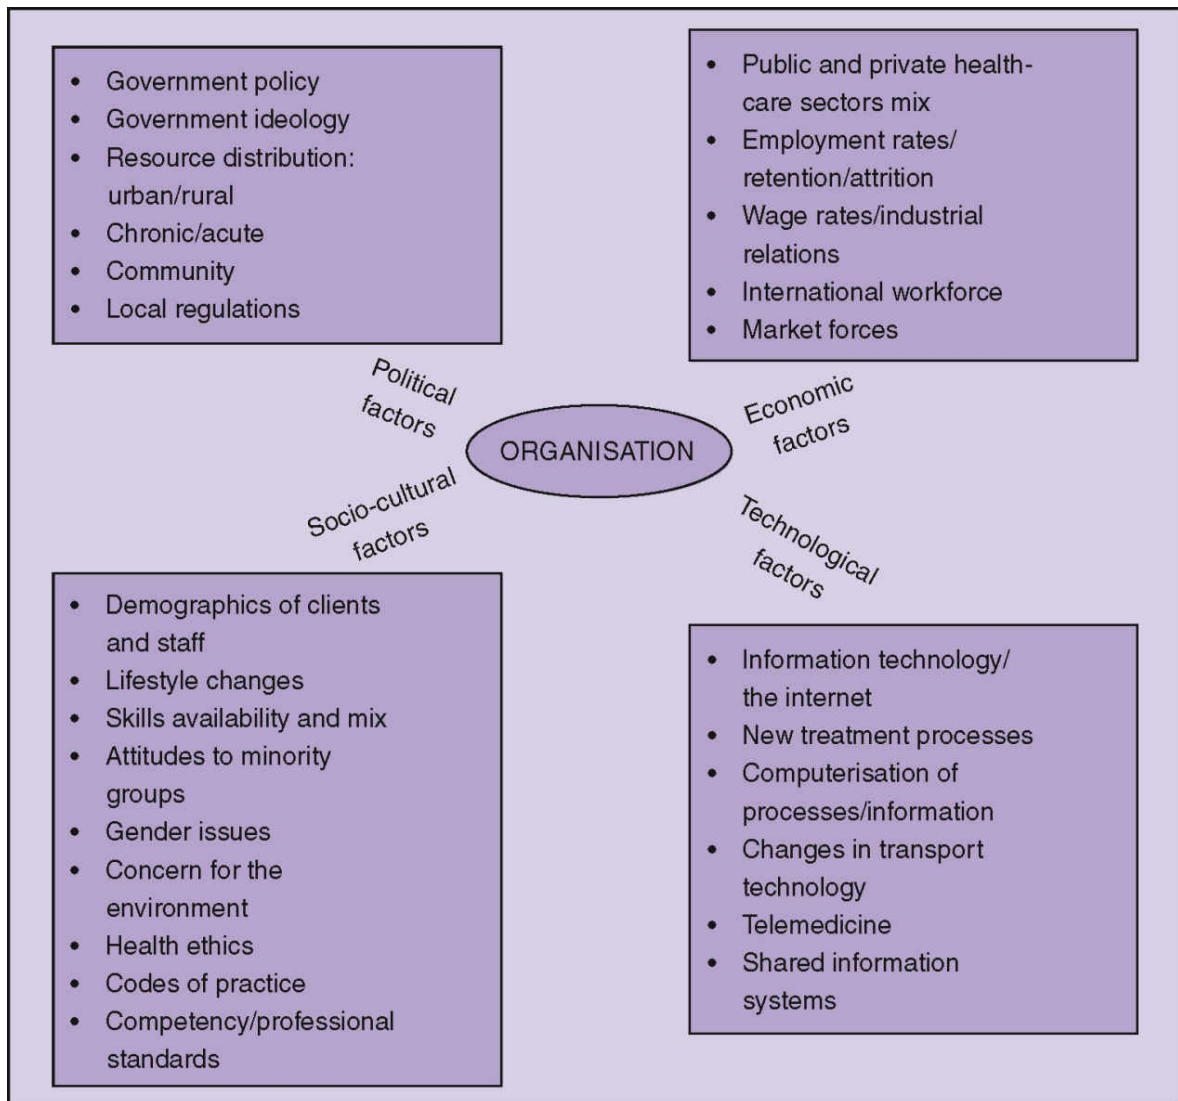 • Government policy
• Government ideology
• Resource distribution:
urban/rural
• Chronic/acute
• Community
• Local regulations
• Public and private health-
care sectors mix
• Employment rates/
retention/attrition
• Wage rates/industrial
relations
• International workforce
• Market forces
Political
factors
Economic
factors
ORGANISATION
Socio-cultural
factors
Technological
factors
• Demographics of clients
and staff
• Lifestyle changes
• Skills availability and mix
• Attitudes to minority
groups
• Gender issues
• Concern for the
environment
• Health ethics
• Codes of practice
• Competency/professional
standards
• Information technology/
the internet
• New treatment processes
• Computerisation of
processes/information
• Changes in transport
technology
• Telemedicine
• Shared information
systems